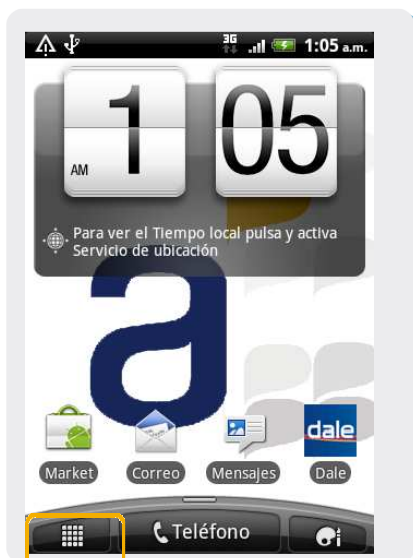 3G
1:05 a.m.
1
05
AM
Para ver el Tiempo local pulsa y activa
Servicio de ubicación
a
dale
Market
Correo
Mensajes
Dale
Teléfono